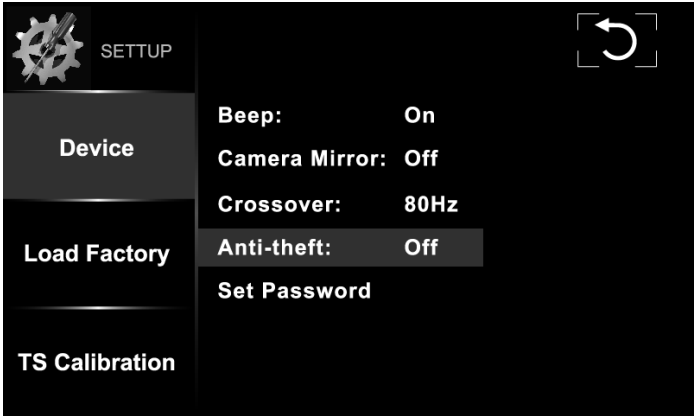 SETTUP
Device
Load Factory
TS Calibration
Beep: On
Camera Mirror: Off
Crossover: 80Hz
Anti-theft: Off
Set Password